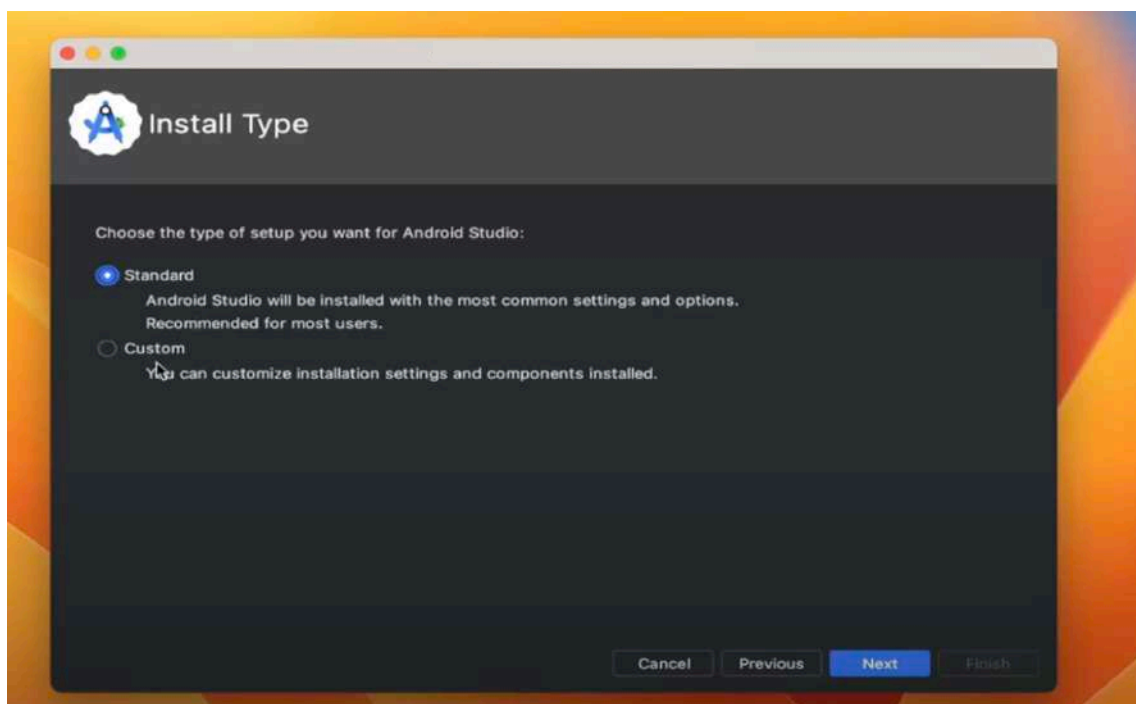 Install Type
Choose the type of setup you want for Android Studio:
Standard
Android Studio will be installed with the most common settings and options.
Recommended for most users.
Custom
You can customize installation settings and components installed.
Cancel
Previous
Next
Finish